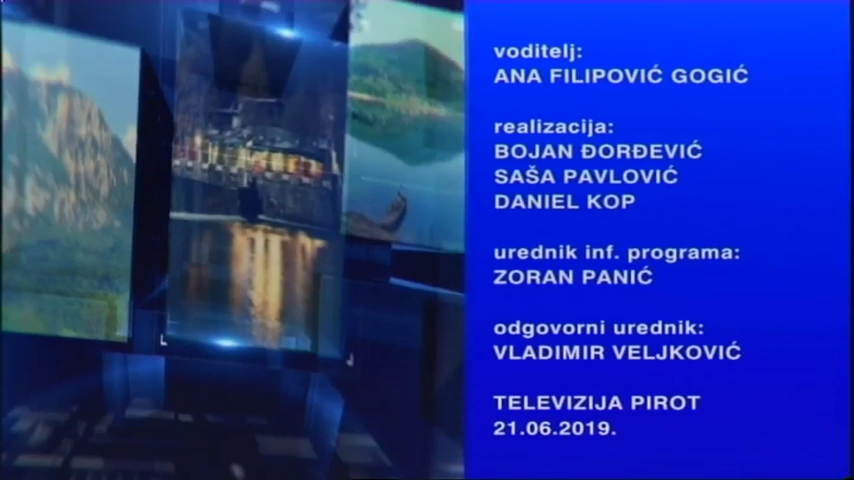 voditelj:
ANA FILIPOVIĆ GOGIĆ
realizacija:
BOJAN ĐORĐEVIĆ
SAŠA PAVLOVIĆ
DANIEL KOP
urednik inf. programa:
ZORAN PANIĆ
odgovorni urednik:
VLADIMIR VELJKOVIĆ
TELEVIZIJA PIROT
21.06.2019.